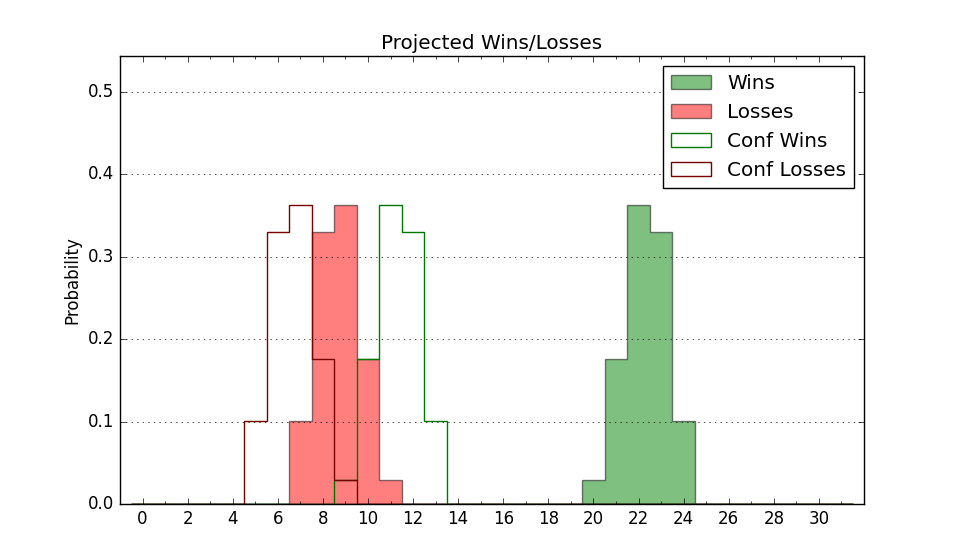 Projected Wins/Losses
Wins
Losses
Conf Wins
Conf Losses
Probability
0.5
0.4
0.3
0.2
0.1
0.0
0 2 4 6 8 10 12 14 16 18 20 22 24 26 28 30